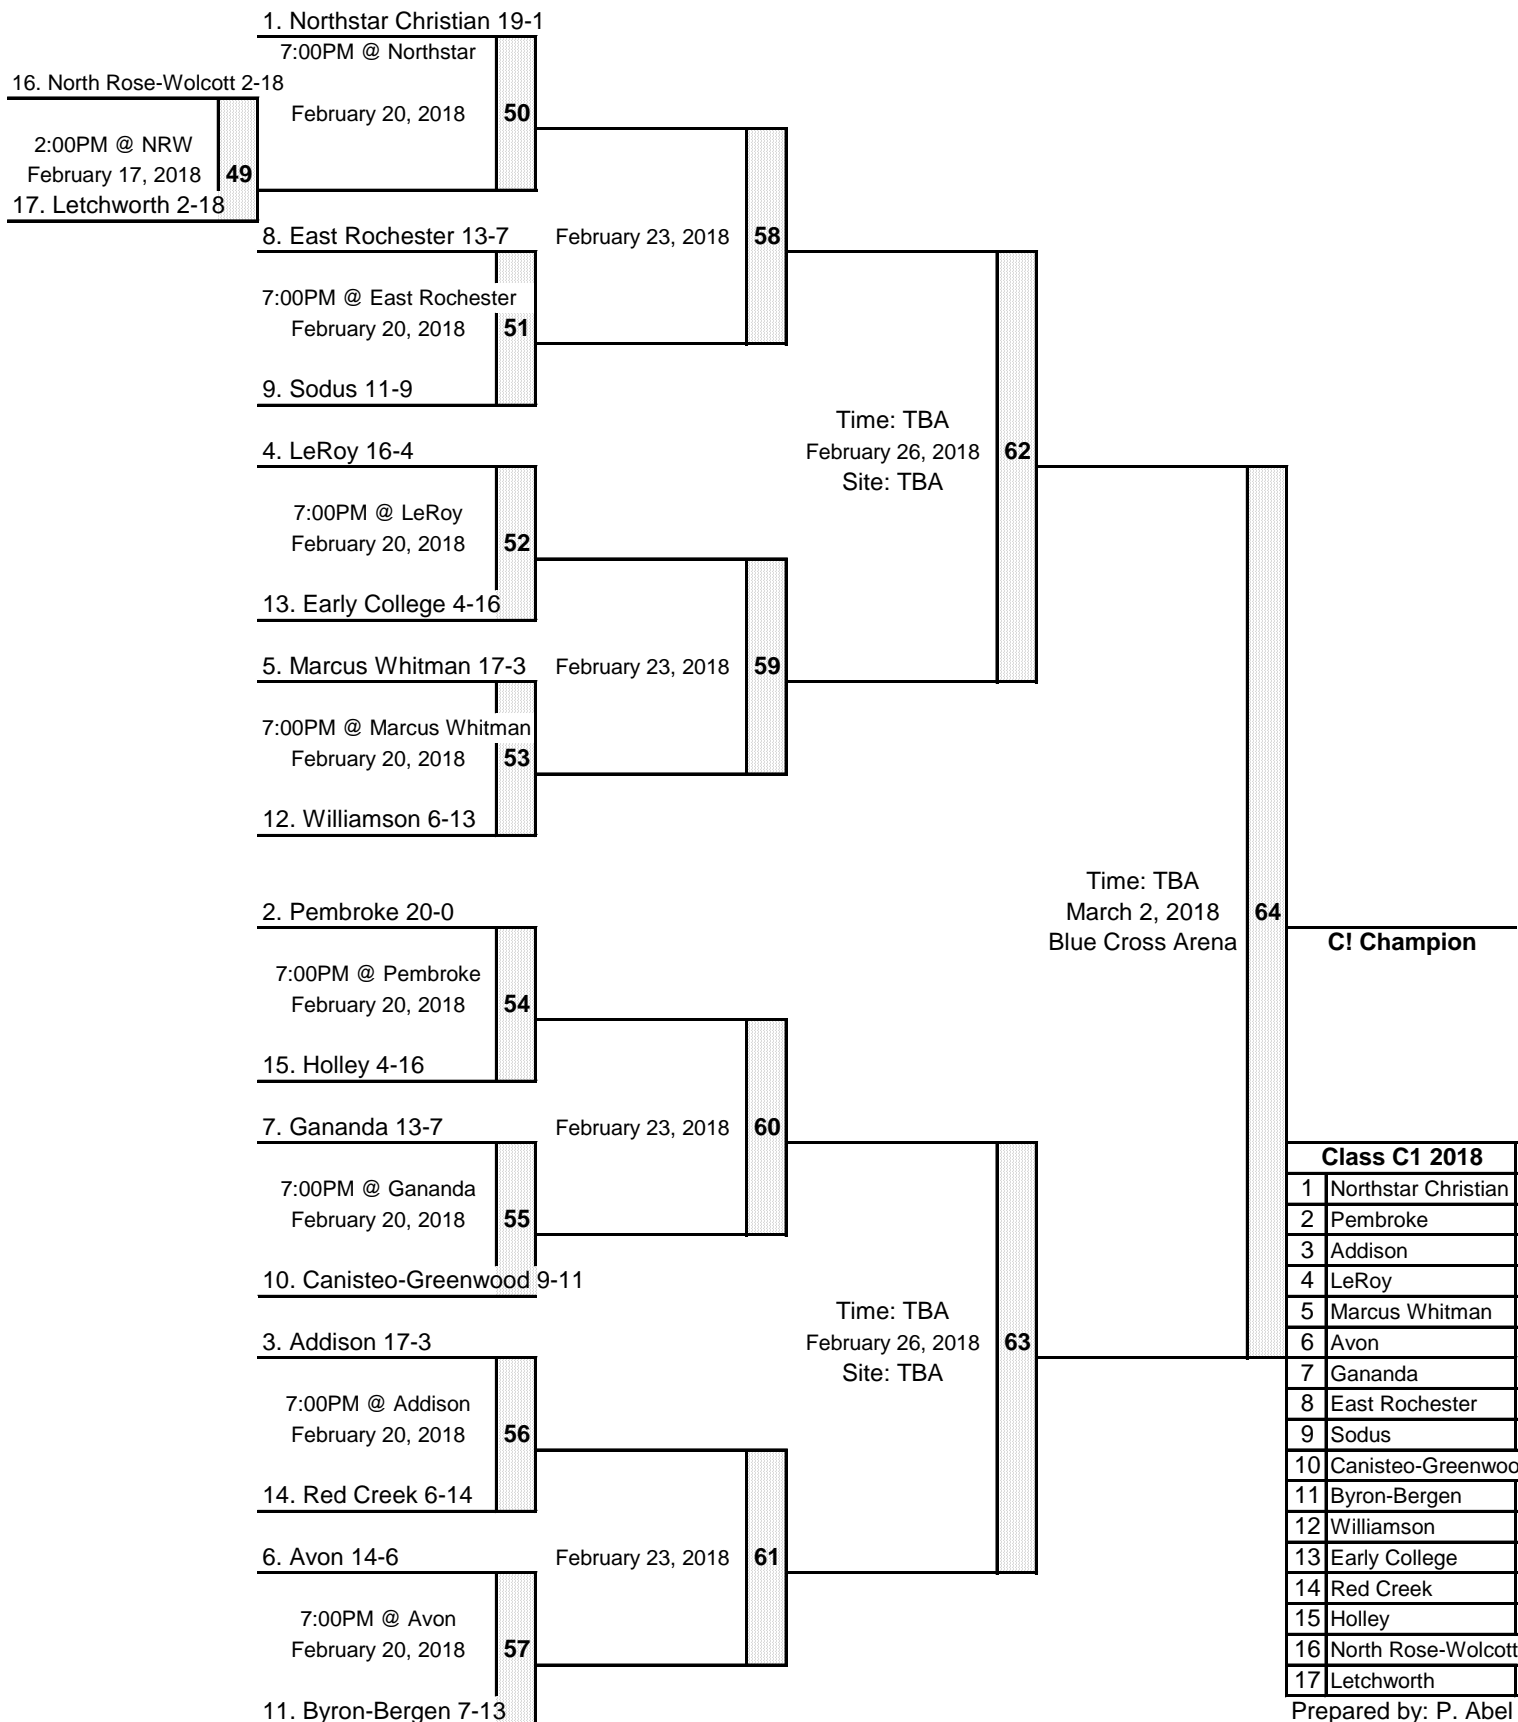 1. Northstar Christian 19-1
7:00PM @ Northstar
16. North Rose-Wolcott 2-18
February 20, 2018 50
2:00PM @ NRW
February 17, 2018 49
17. Letchworth 2-18
8. East Rochester 13-7
February 23, 2018 58
7:00PM @ East Rochester
February 20, 2018 51
9. Sodus 11-9
Time: TBA
February 26, 2018 62
Site: TBA
4. LeRoy 16-4
7:00PM @ LeRoy
February 20, 2018 52
13. Early College 4-16
5. Marcus Whitman 17-3
February 23, 2018 59
7:00PM @ Marcus Whitman
February 20, 2018 53
12. Williamson 6-13
Time: TBA
March 2, 2018 64
Blue Cross Arena
C! Champion
2. Pembroke 20-0
7:00PM @ Pembroke
February 20, 2018 54
15. Holley 4-16
7. Gananda 13-7
February 23, 2018 60
7:00PM @ Gananda
February 20, 2018 55
10. Canisteo-Greenwood 9-11
Time: TBA
February 26, 2018 63
Site: TBA
3. Addison 17-3
7:00PM @ Addison
February 20, 2018 56
14. Red Creek 6-14
6. Avon 14-6
February 23, 2018 61
7:00PM @ Avon
February 20, 2018 57
11. Byron-Bergen 7-13
Class C1 2018
1 Northstar Christian
2 Pembroke
3 Addison
4 LeRoy
5 Marcus Whitman
6 Avon
7 Gananda
8 East Rochester
9 Sodus
10 Canisteo-Greenwoo
11 Byron-Bergen
12 Williamson
13 Early College
14 Red Creek
15 Holley
16 North Rose-Wolcott
17 Letchworth
Prepared by: P. Abel